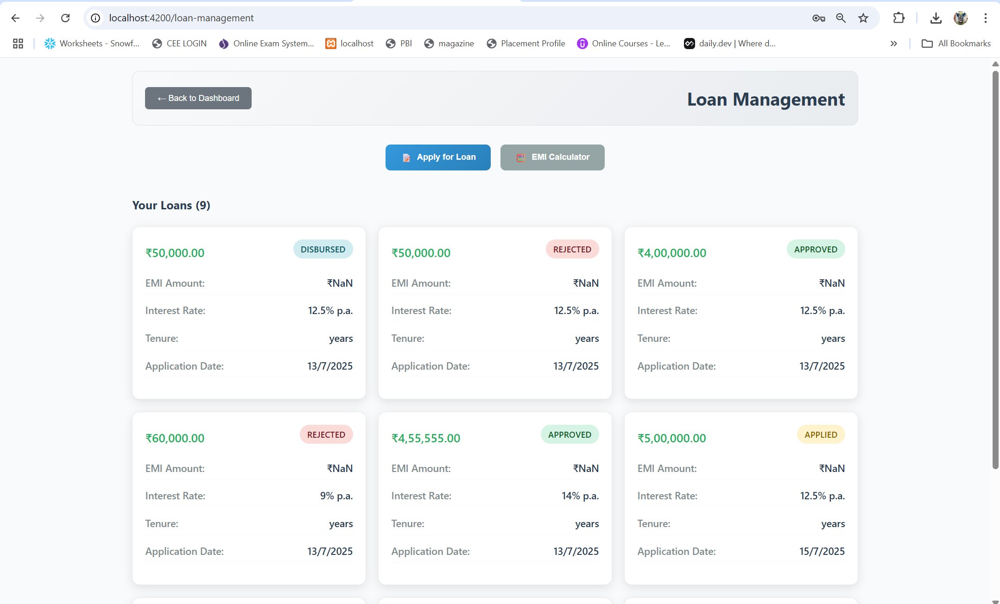 localhost:4200/loan-management
Worksheets - Snowf... CEE LOGIN Online Exam System... localhost PBI magazine Placement Profile Online Courses - Le... daily.dev | Where d... All Bookmarks
← Back to Dashboard
Loan Management
Apply for Loan EMI Calculator
Your Loans (9)
₹50,000.00 DISBURSED
EMI Amount: ₹NaN
Interest Rate: 12.5% p.a.
Tenure: years
Application Date: 13/7/2025
₹50,000.00 REJECTED
EMI Amount: ₹NaN
Interest Rate: 12.5% p.a.
Tenure: years
Application Date: 13/7/2025
₹4,00,000.00 APPROVED
EMI Amount: ₹NaN
Interest Rate: 12.5% p.a.
Tenure: years
Application Date: 13/7/2025
₹60,000.00 REJECTED
EMI Amount: ₹NaN
Interest Rate: 9% p.a.
Tenure: years
Application Date: 13/7/2025
₹4,55,555.00 APPROVED
EMI Amount: ₹NaN
Interest Rate: 14% p.a.
Tenure: years
Application Date: 13/7/2025
₹5,00,000.00 APPLIED
EMI Amount: ₹NaN
Interest Rate: 12.5% p.a.
Tenure: years
Application Date: 15/7/2025